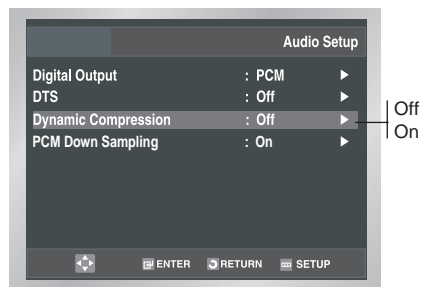 Audio Setup
Digital Output : PCM
DTS : Off
Dynamic Compression : Off
PCM Down Sampling : On
Off
On
ENTER RETURN SETUP